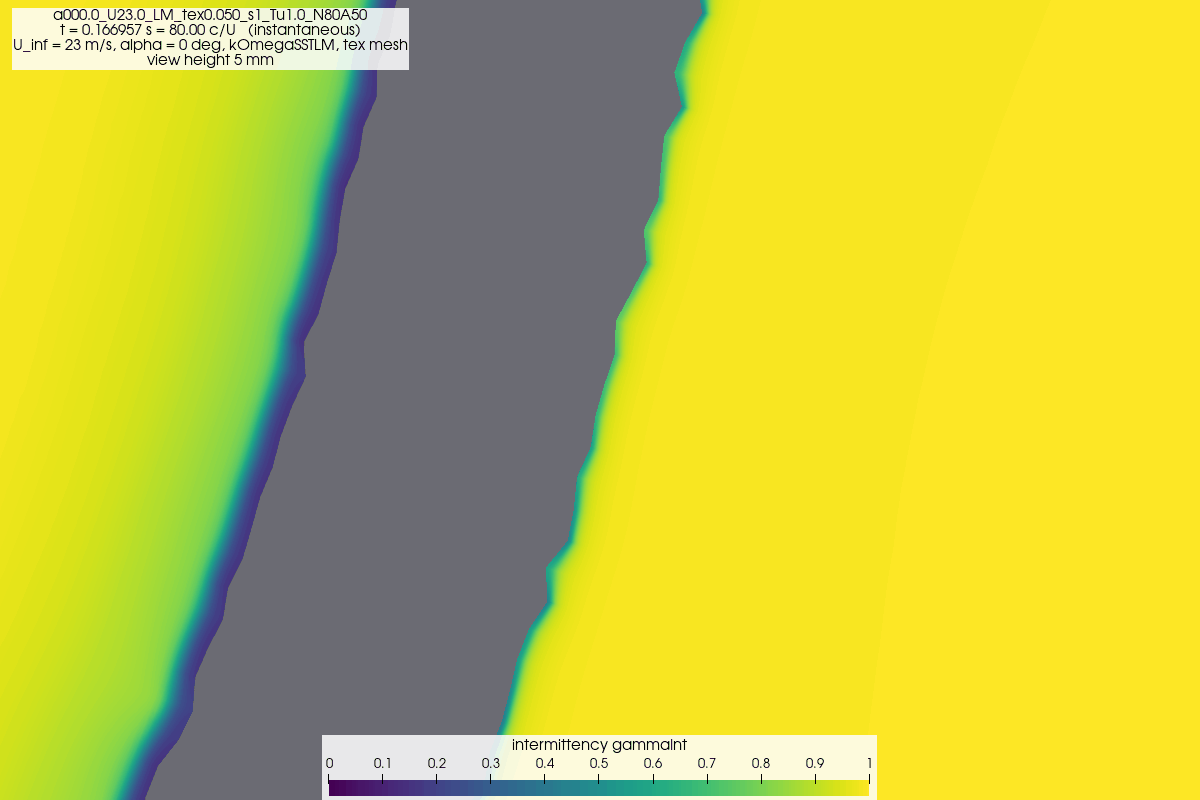 a000.0_U23.0_LM_tex0.050_s1_Tu1.0_N80A50
t = 0.166957 s = 80.00 c/U (instantaneous)
U_inf = 23 m/s, alpha = 0 deg, kOmegaSSTLM, tex mesh
view height 5 mm
intermittency gammaInt
0 0.1 0.2 0.3 0.4 0.5 0.6 0.7 0.8 0.9 1